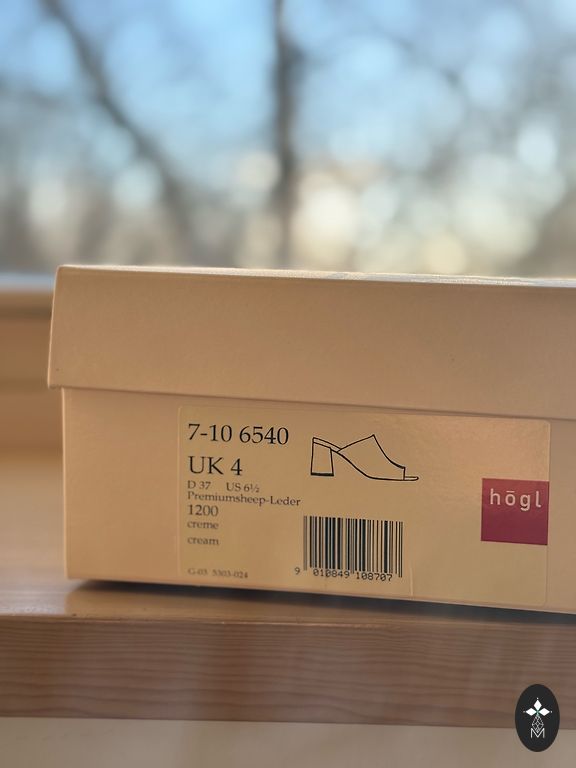 7-10 6540
UK 4
D 37 US 6½
Premiumsheep-Leder
1200
creme
cream
G-03 5303-024
9 010849 108707
högl
M